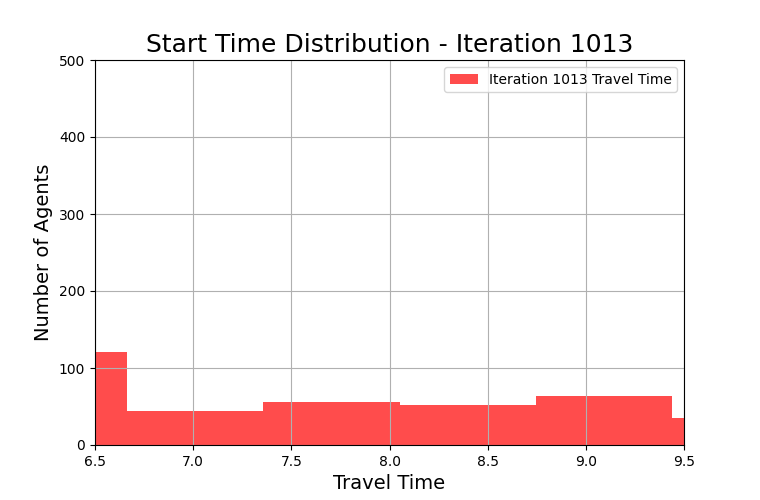 Start Time Distribution - Iteration 1013
Iteration 1013 Travel Time
Number of Agents
500
400
300
200
100
0
6.5 7.0 7.5 8.0 8.5 9.0 9.5
Travel Time